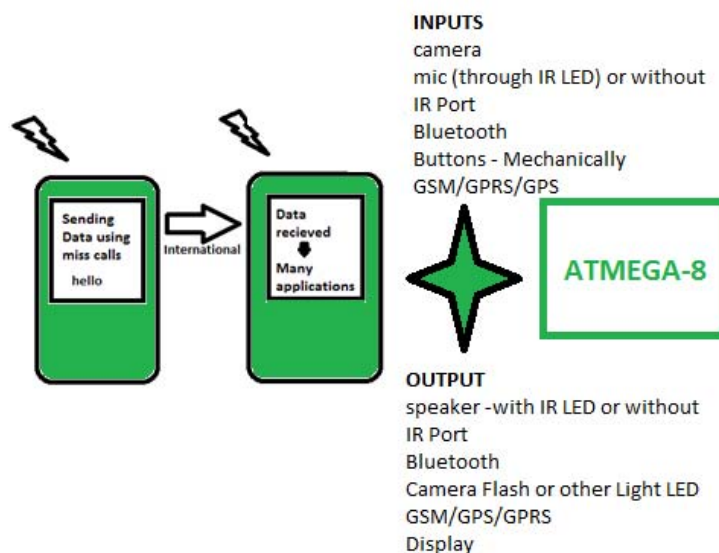 INPUTS
camera
mic (through IR LED) or without
IR Port
Bluetooth
Buttons - Mechanically
GSM/GPRS/GPS
Sending
Data using
miss calls
hello
International
Data
recieved
Many
applications
ATMEGA-8
OUTPUT
speaker -with IR LED or without
IR Port
Bluetooth
Camera Flash or other Light LED
GSM/GPS/GPRS
Display